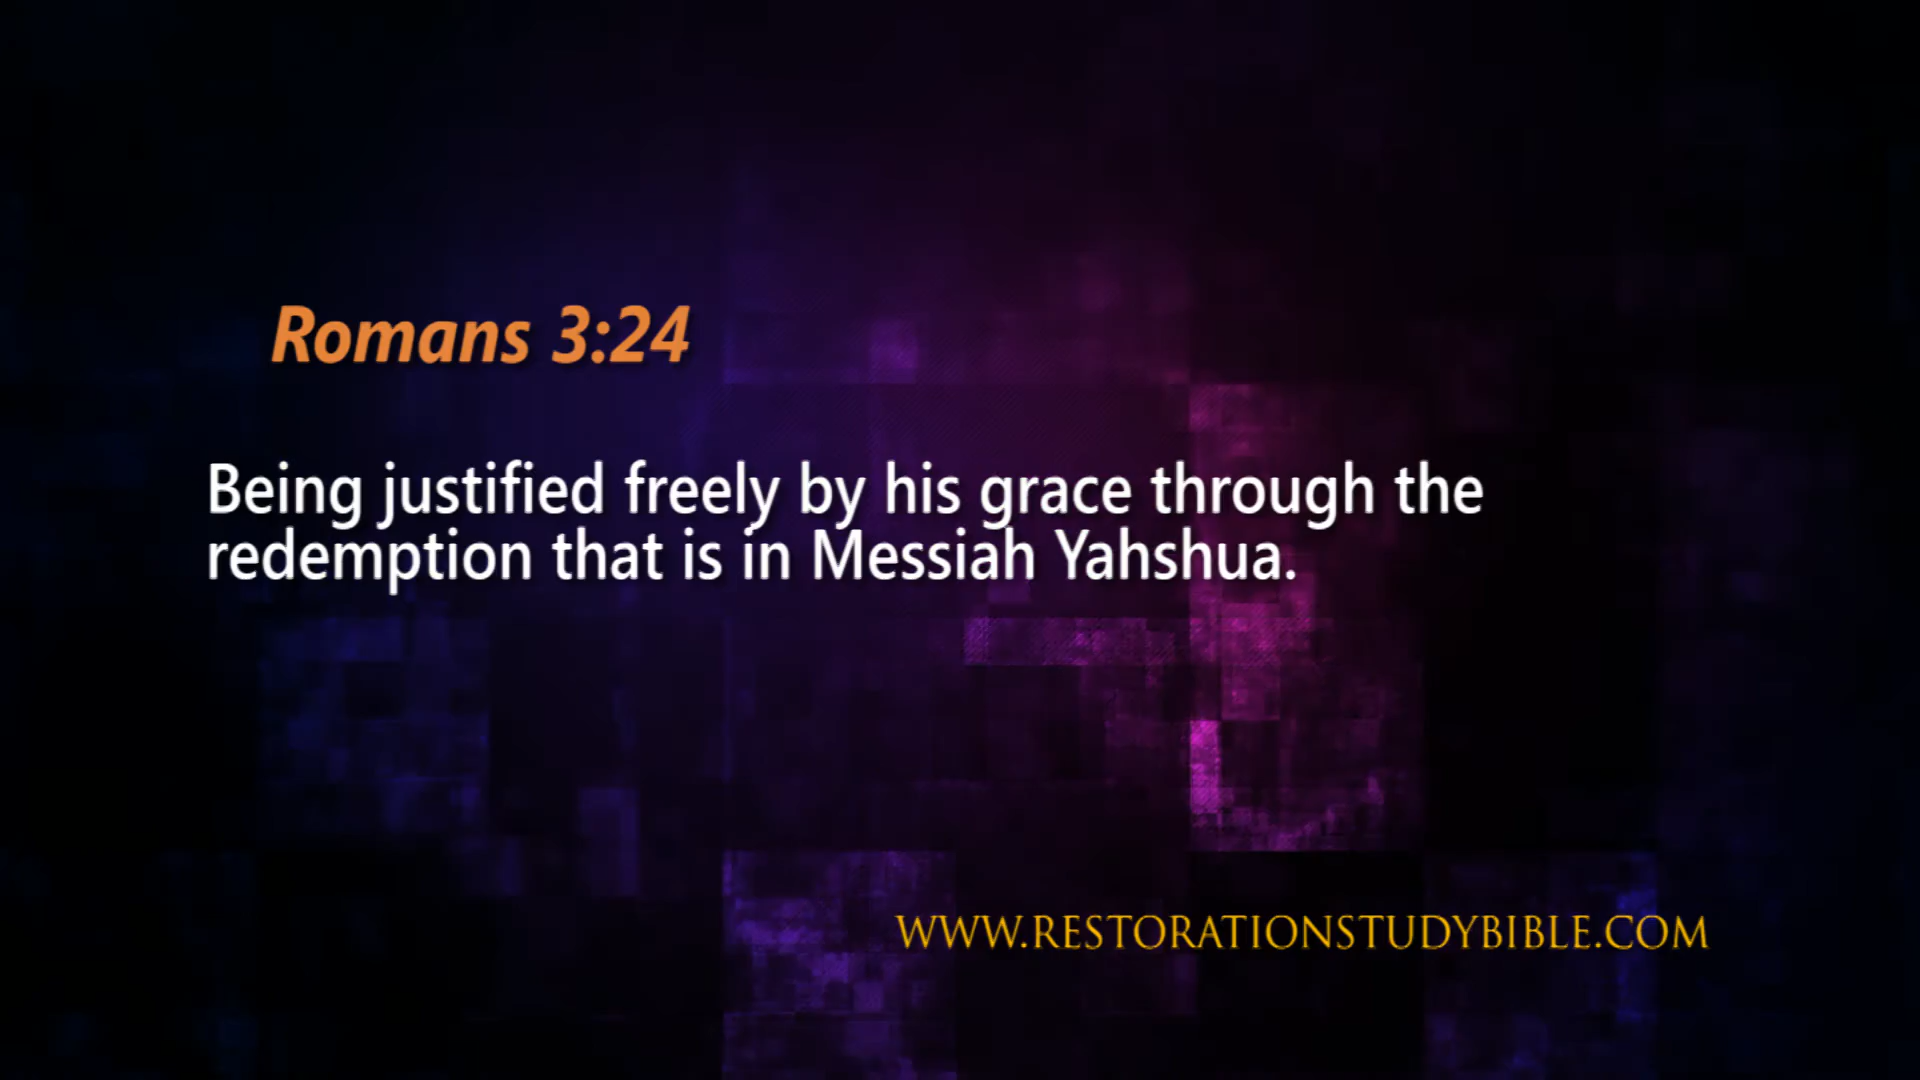 Romans 3:24
Being justified freely by his grace through the
redemption that is in Messiah Yahshua.
WWW.RESTORATIONSTUDYBIBLE.COM